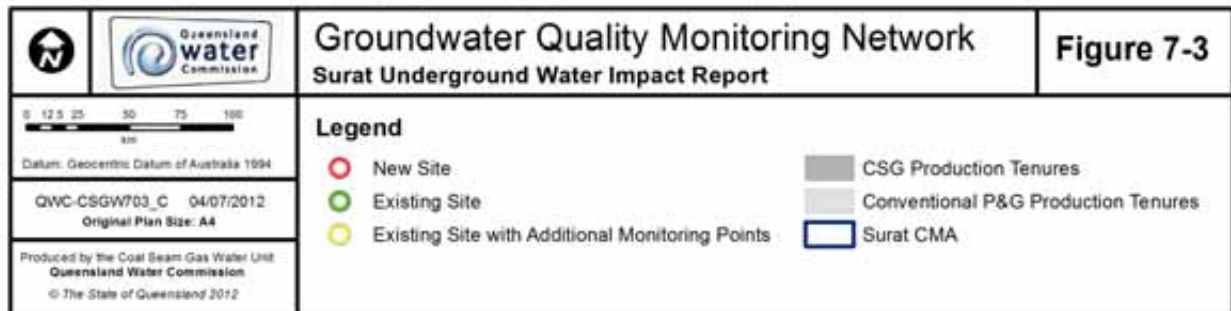 N
Queensland
water
Commission
Groundwater Quality Monitoring Network
Surat Underground Water Impact Report
Figure 7-3
0 12.5 25 50 75 100
km
Datum: Geocentric Datum of Australia 1994
QWC-CSGW703_C 04/07/2012
Original Plan Size: A4
Produced by the Coal Seam Gas Water Unit
Queensland Water Commission
© The State of Queensland 2012
Legend
New Site
Existing Site
Existing Site with Additional Monitoring Points
CSG Production Tenures
Conventional P&G Production Tenures
Surat CMA